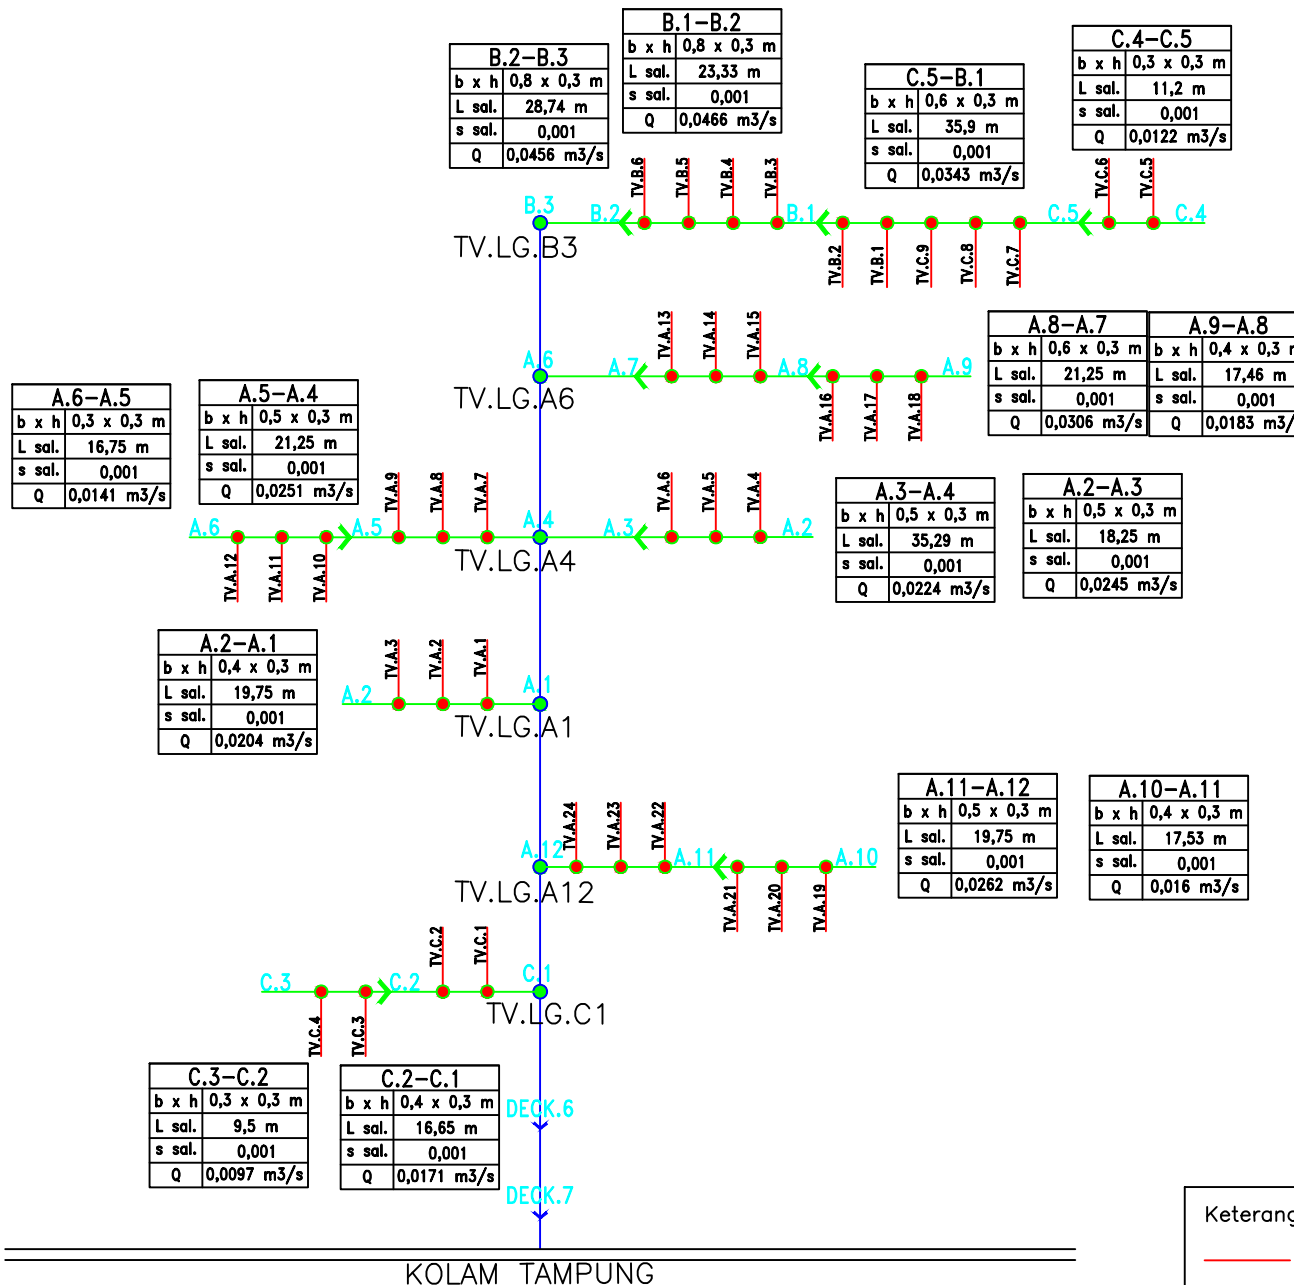 B.1-B.2
b x h 0,8 x 0,3 m
L sal. 23,33 m
s sal. 0,001
Q 0,0466 m3/s
B.2-B.3
b x h 0,8 x 0,3 m
L sal. 28,74 m
s sal. 0,001
Q 0,0456 m3/s
C.4-C.5
b x h 0,3 x 0,3 m
L sal. 11,2 m
s sal. 0,001
Q 0,0122 m3/s
C.5-B.1
b x h 0,6 x 0,3 m
L sal. 35,9 m
s sal. 0,001
Q 0,0343 m3/s
TV.B.6
TV.B.5
TV.B.4
TV.B.3
TV.C.6
TV.C.5
B.3
B.2
B.1
C.5
C.4
TV.LG.B3
TV.B.2
TV.B.1
TV.C.9
TV.C.8
TV.C.7
TV.A.13
TV.A.14
TV.A.15
A.8-A.7
b x h 0,6 x 0,3 m
L sal. 21,25 m
s sal. 0,001
Q 0,0306 m3/s
A.9-A.8
b x h 0,4 x 0,3
L sal. 17,46 m
s sal. 0,001
Q 0,0183 m3/
A.6
A.7
A.8
A.9
TV.LG.A6
TV.A.16
TV.A.17
TV.A.18
A.6-A.5
b x h 0,3 x 0,3 m
L sal. 16,75 m
s sal. 0,001
Q 0,0141 m3/s
A.5-A.4
b x h 0,5 x 0,3 m
L sal. 21,25 m
s sal. 0,001
Q 0,0251 m3/s
TV.A.9
TV.A.8
TV.A.7
TV.A.6
TV.A.5
TV.A.4
A.3-A.4
b x h 0,5 x 0,3 m
L sal. 35,29 m
s sal. 0,001
Q 0,0224 m3/s
A.2-A.3
b x h 0,5 x 0,3 m
L sal. 18,25 m
s sal. 0,001
Q 0,0245 m3/s
A.6
A.5
A.4
A.3
A.2
TV.LG.A4
TV.A.12
TV.A.11
TV.A.10
A.2-A.1
b x h 0,4 x 0,3 m
L sal. 19,75 m
s sal. 0,001
Q 0,0204 m3/s
TV.A.3
TV.A.2
TV.A.1
A.2
A.1
TV.LG.A1
TV.A.24
TV.A.23
TV.A.22
A.11-A.12
b x h 0,5 x 0,3 m
L sal. 19,75 m
s sal. 0,001
Q 0,0262 m3/s
A.10-A.11
b x h 0,4 x 0,3 m
L sal. 17,53 m
s sal. 0,001
Q 0,016 m3/s
A.12
A.11
A.10
TV.LG.A12
TV.A.21
TV.A.20
TV.A.19
TV.C.2
TV.C.1
C.3
C.2
C.1
TV.LG.C1
TV.C.4
TV.C.3
C.3-C.2
b x h 0,3 x 0,3 m
L sal. 9,5 m
s sal. 0,001
Q 0,0097 m3/s
C.2-C.1
b x h 0,4 x 0,3 m
L sal. 16,65 m
s sal. 0,001
Q 0,0171 m3/s
DECK.6
DECK.7
Keterang
KOLAM TAMPUNG